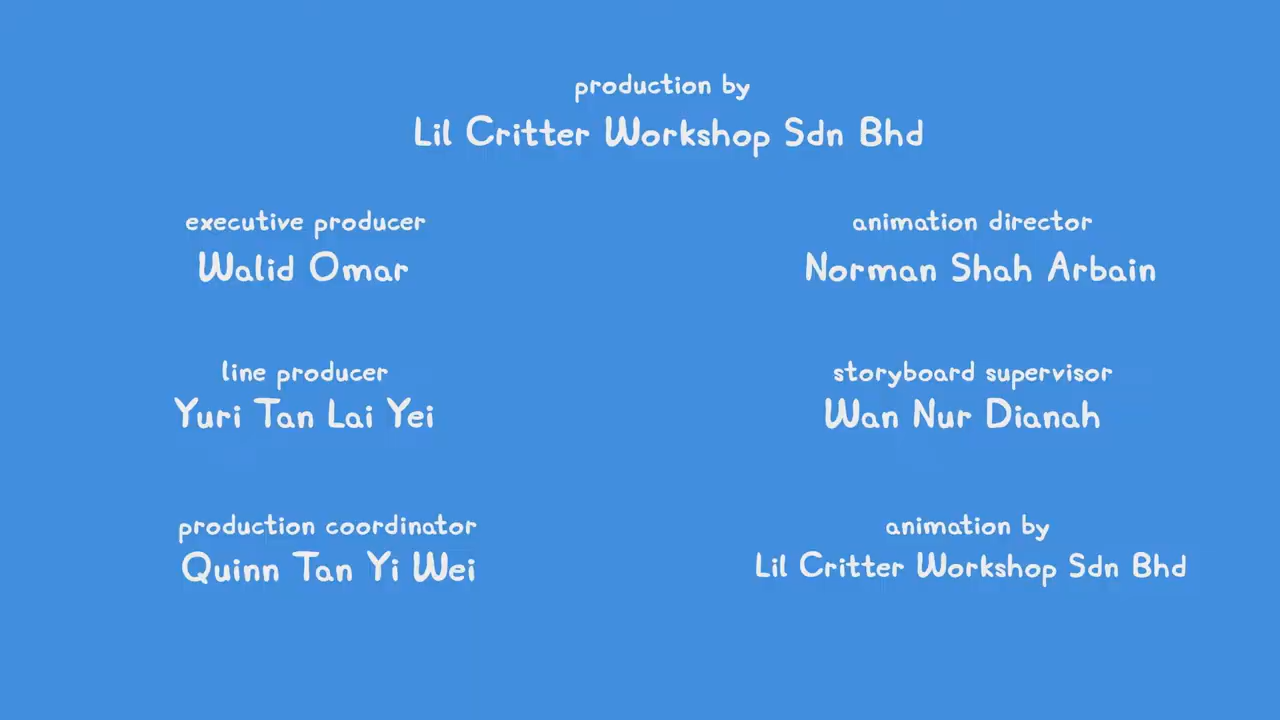 production by
Lil Critter Workshop Sdn Bhd
executive producer
Walid Omar
animation director
Norman Shah Arbain
line producer
Yuri Tan Lai Yei
storyboard supervisor
Wan Nur Dianah
production coordinator
Quinn Tan Yi Wei
animation by
Lil Critter Workshop Sdn Bhd